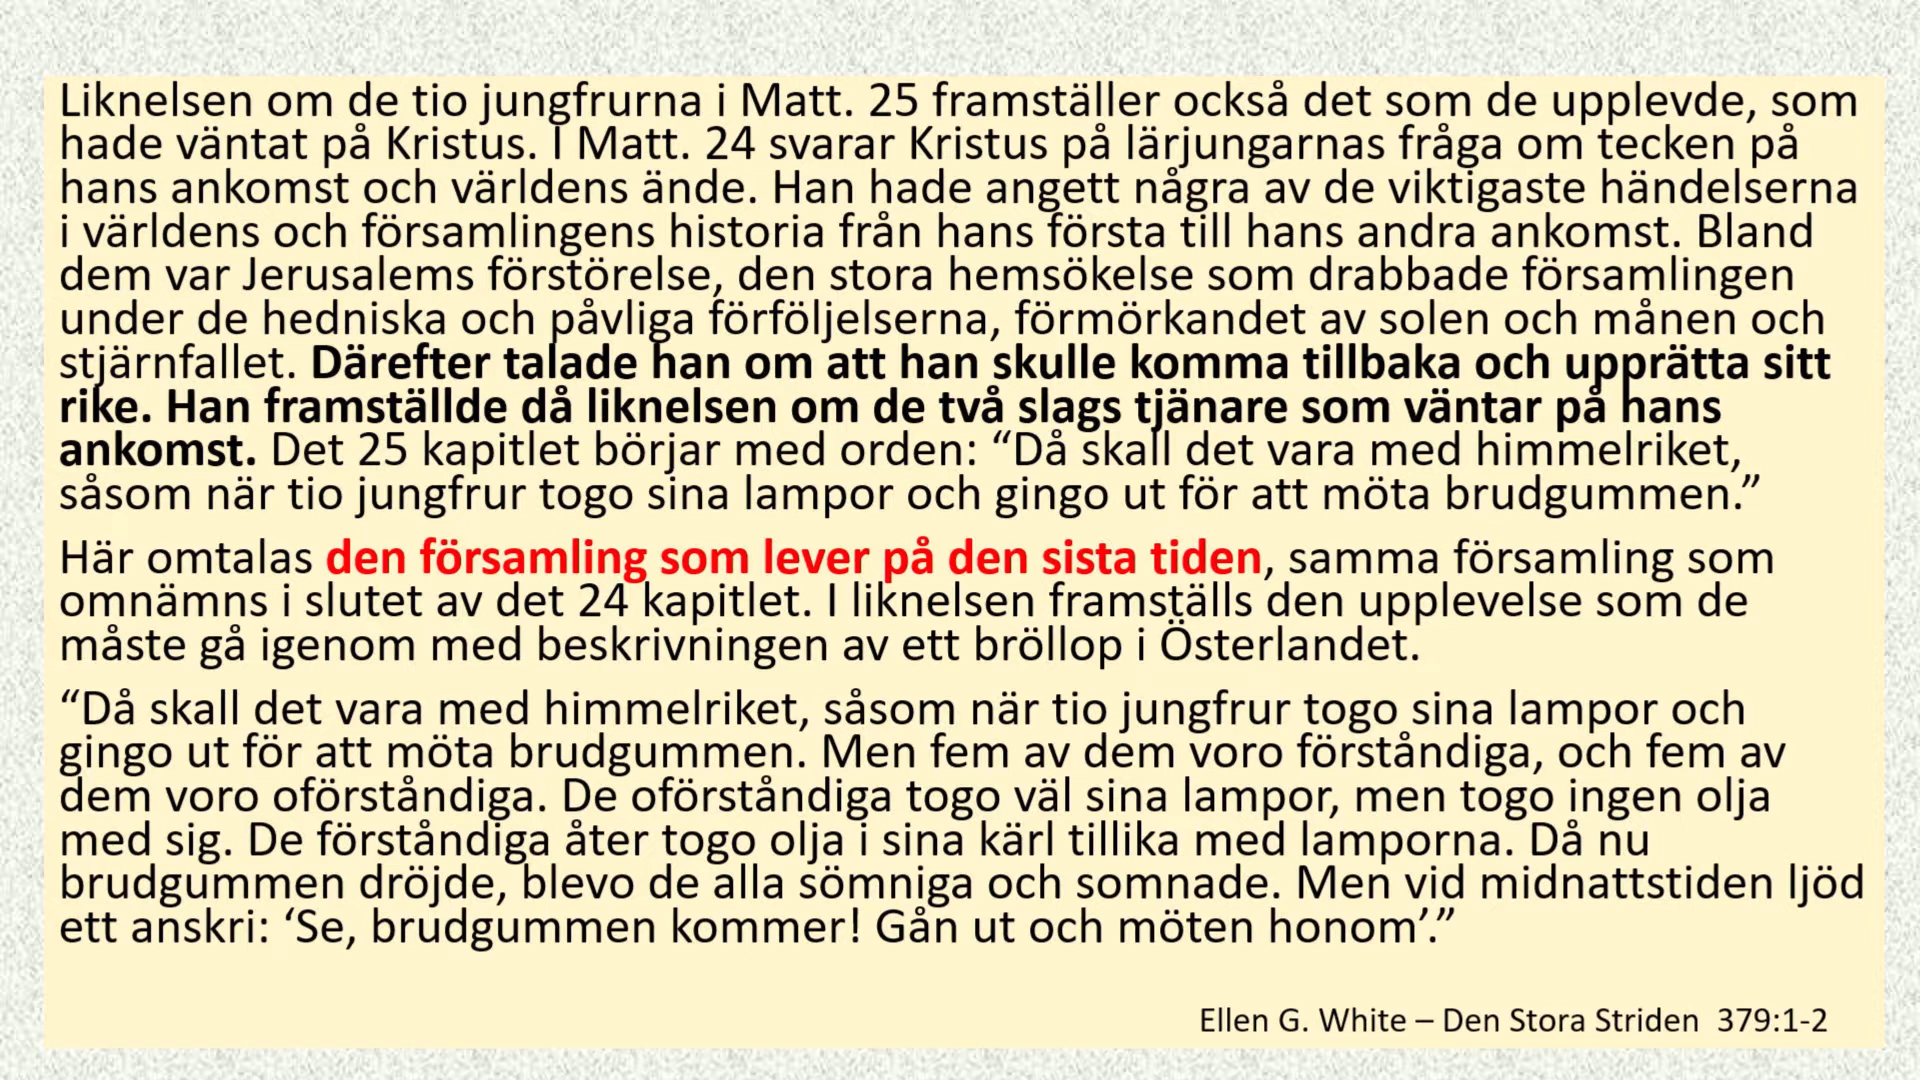 Liknelsen om de tio jungfrurna i Matt. 25 framställer också det som de upplevde, som
hade väntat på Kristus. I Matt. 24 svarar Kristus på lärjungarnas fråga om tecken på
hans ankomst och världens ände. Han hade angett några av de viktigaste händelserna
i världens och församlingens historia från hans första till hans andra ankomst. Bland
dem var Jerusalems förstörelse, den stora hemsökelse som drabbade församlingen
under de hedniska och påvliga förföljelserna, förmörkandet av solen och månen och
stjärnfallet. Därefter talade han om att han skulle komma tillbaka och upprätta sitt
rike. Han framställde då liknelsen om de två slags tjänare som väntar på hans
ankomst. Det 25 kapitlet börjar med orden: “Då skall det vara med himmelriket,
såsom när tio jungfrur togo sina lampor och gingo ut för att möta brudgummen.”
Här omtalas den församling som lever på den sista tiden, samma församling som
omnämns i slutet av det 24 kapitlet. I liknelsen framställs den upplevelse som de
måste gå igenom med beskrivningen av ett bröllop i Österlandet.
“Då skall det vara med himmelriket, såsom när tio jungfrur togo sina lampor och
gingo ut för att möta brudgummen. Men fem av dem voro förståndiga, och fem av
dem voro oförståndiga. De oförståndiga togo väl sina lampor, men togo ingen olja
med sig. De förståndiga åter togo olja i sina kärl tillika med lamporna. Då nu
brudgummen dröjde, blevo de alla sömniga och somnade. Men vid midnattstiden ljöd
ett anskri: ‘Se, brudgummen kommer! Gån ut och möten honom’.”
Ellen G. White – Den Stora Striden 379:1-2